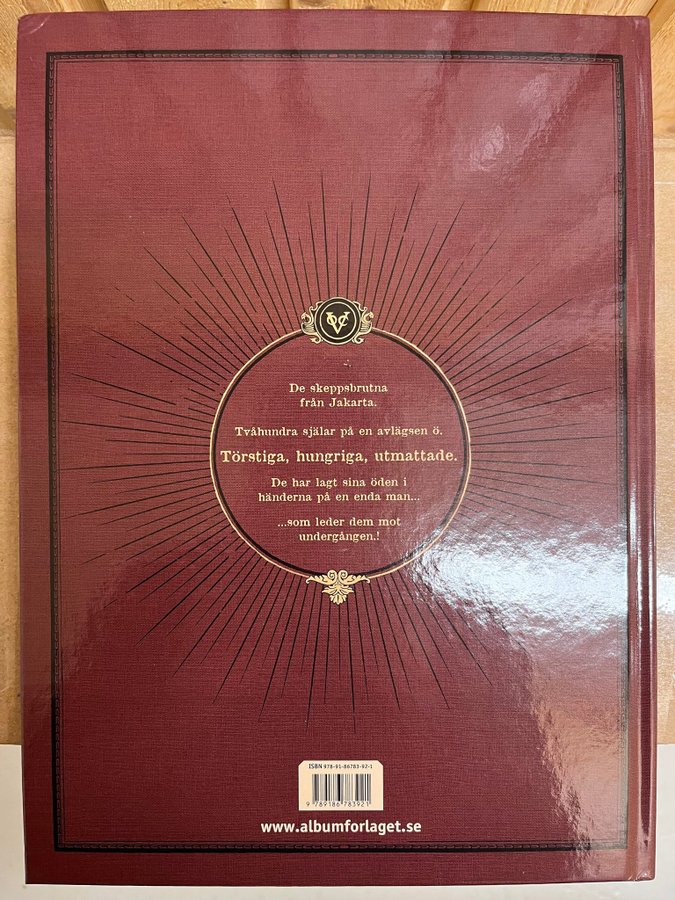 VOC
De skeppsbrutna
från Jakarta.
Tvåhundra själar på en avlägsen ö.
Törstiga, hungriga, utmattade.
De har lagt sina öden i
händerna på en enda man...
...som leder dem mot
undergången.!
ISBN 978-91-86783-92-1
9 789186 783921
www.albumforlaget.se